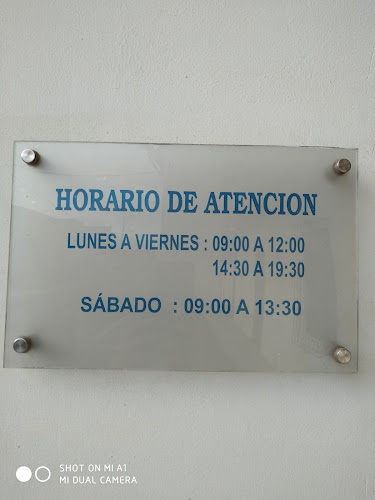 HORARIO DE ATENCION
LUNES A VIERNES : 09:00 A 12:00
14:30 A 19:30
SÁBADO : 09:00 A 13:30
SHOT ON MI A1
MI DUAL CAMERA